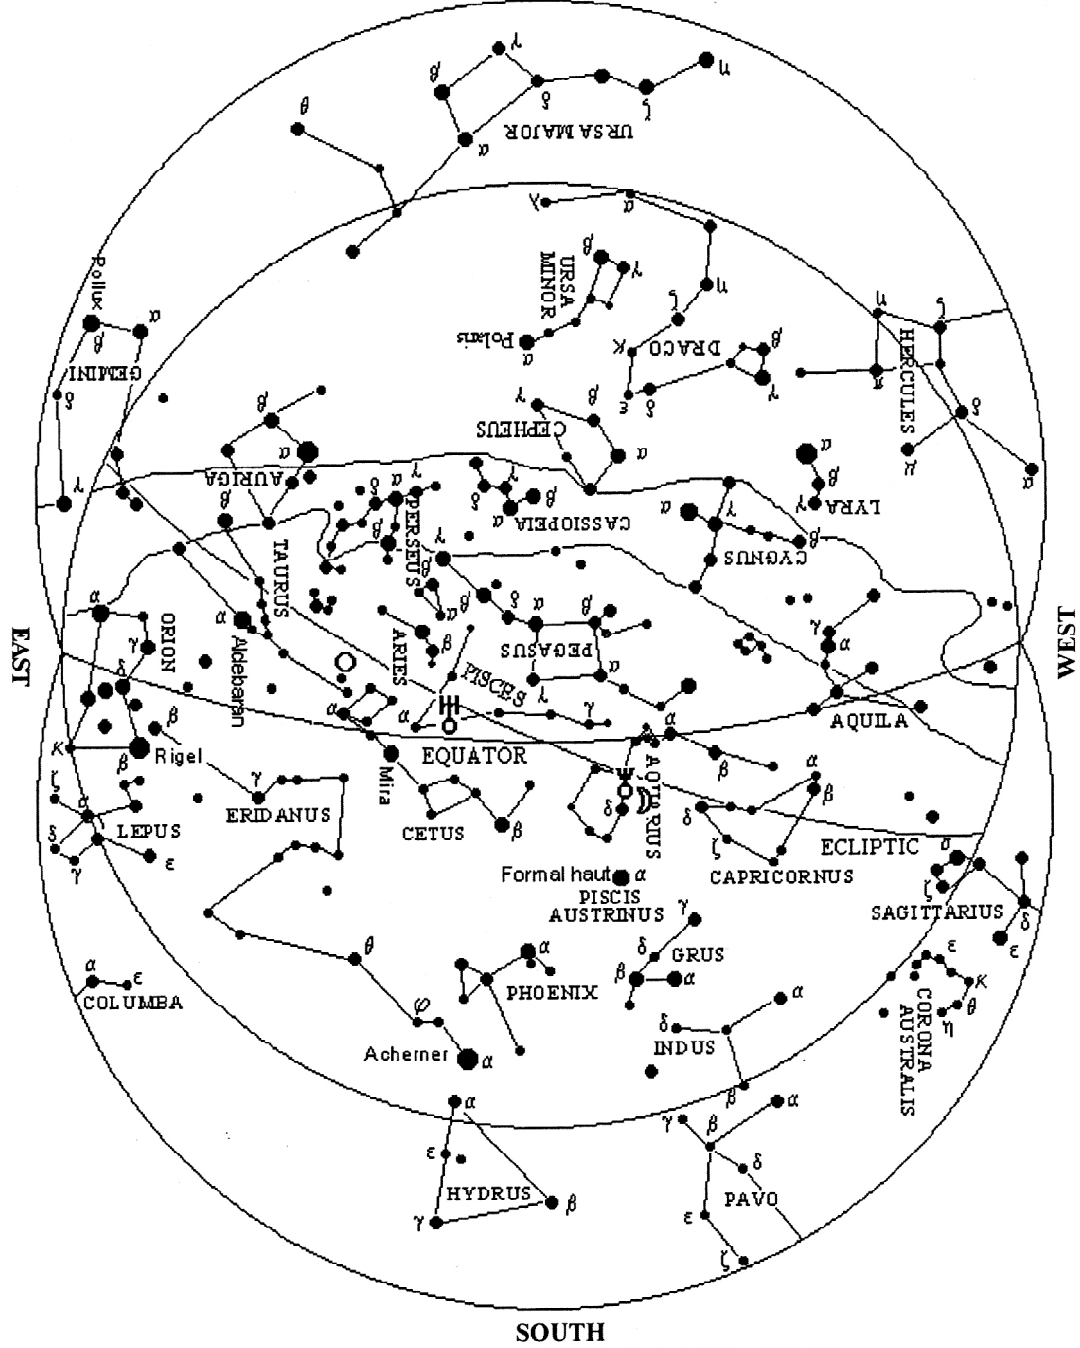 γ
β
η
θ
δ
ζ
URSA MAJOR
α
λ
α
Pollux
β
γ
URSA
MINOR
η
ζ
α
η
ζ
Polaris
α
κ
DRACO
β
HERCULES
β
GEMINI
δ
ε
δ
γ
π
β
γ
β
δ
CEPHEUS
α
α
μ
α
AURIGA
α
β
γ
LYRA
γ
δ
α
γ
PERSEUS
γ
δ
β
α
CASSIOPEIA
α
γ
β
CYGNUS
β
TAURUS
β
γ
β
α
ORION
γ
α
Aldebaran
α
ARIES
β
β
δ
α
β
PEGASUS
γ
α
γ
α
EAST
WEST
δ
PISCES
α
α
γ
α
AQUILA
κ
β
Rigel
β
EQUATOR
Mira
AQUARIUS
β
α
β
ζ
α
δ
γ
LEPUS
ε
γ
ERIDANUS
CETUS
β
δ
δ
ζ
ECLIPTIC
CAPRICORNUS
Formal haut
α
PISCIS
AUSTRINUS
σ
ζ
SAGITTARIUS
δ
ε
γ
δ
GRUS
β
α
θ
α
PHOENIX
α
ε
COLUMBA
ε
κ
θ
η
CORONA
AUSTRALIS
φ
Acherner
α
α
δ
INDUS
β
α
ε
HYDRUS
γ
β
γ
β
α
δ
PAVO
ε
ζ
SOUTH